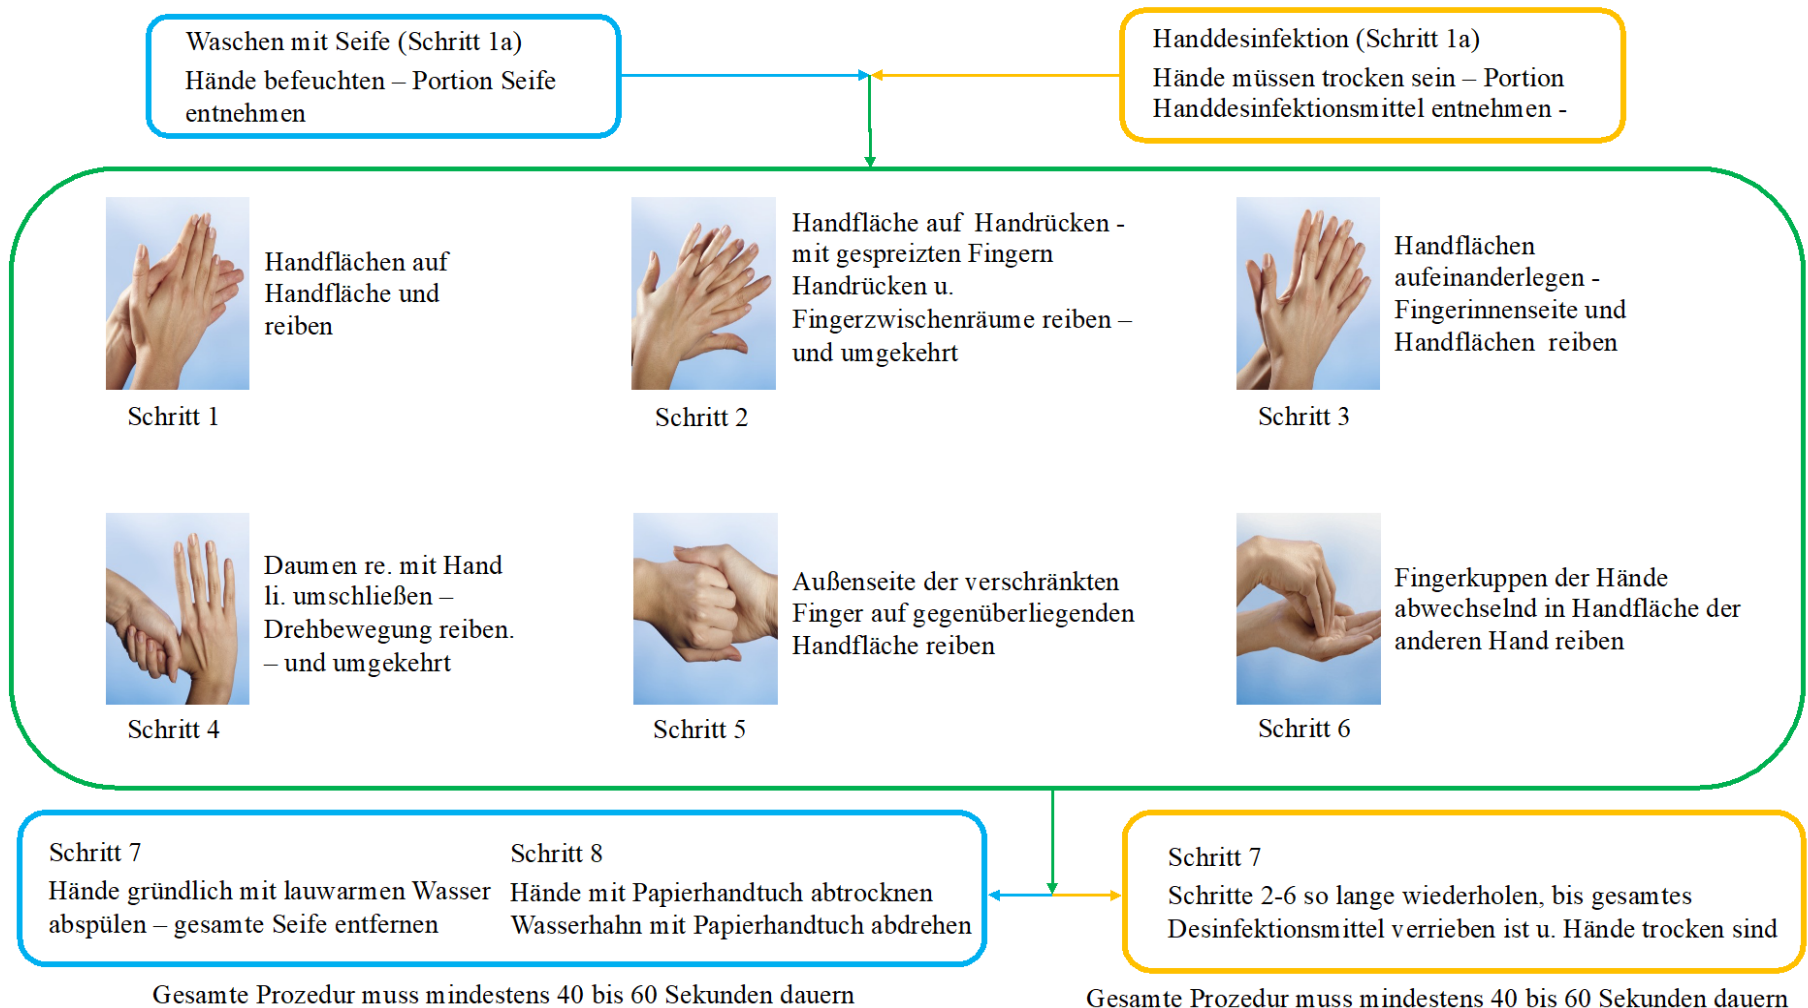 Waschen mit Seife (Schritt 1a)
Hände befeuchten – Portion Seife
entnehmen
Handdesinfektion (Schritt 1a)
Hände müssen trocken sein – Portion
Handdesinfektionsmittel entnehmen -
Handflächen auf
Handfläche und
reiben
Schritt 1
Handfläche auf  Handrücken -
mit gespreizten Fingern
Handrücken u.
Fingerzwischenräume reiben –
und umgekehrt
Schritt 2
Handflächen
aufeinanderlegen -
Fingerinnenseite und
Handflächen  reiben
Schritt 3
Daumen re. mit Hand
li. umschließen –
Drehbewegung reiben.
– und umgekehrt
Schritt 4
Außenseite der verschränkten
Finger auf gegenüberliegenden
Handfläche reiben
Schritt 5
Fingerkuppen der Hände
abwechselnd in Handfläche der
anderen Hand reiben
Schritt 6
Schritt 7
Hände gründlich mit lauwarmen Wasser
abspülen – gesamte Seife entfernen
Schritt 8
Hände mit Papierhandtuch abtrocknen
Wasserhahn mit Papierhandtuch abdrehen
Schritt 7
Schritte 2-6 so lange wiederholen, bis gesamtes
Desinfektionsmittel verrieben ist u. Hände trocken sind
Gesamte Prozedur muss mindestens 40 bis 60 Sekunden dauern
Gesamte Prozedur muss mindestens 40 bis 60 Sekunden dauern